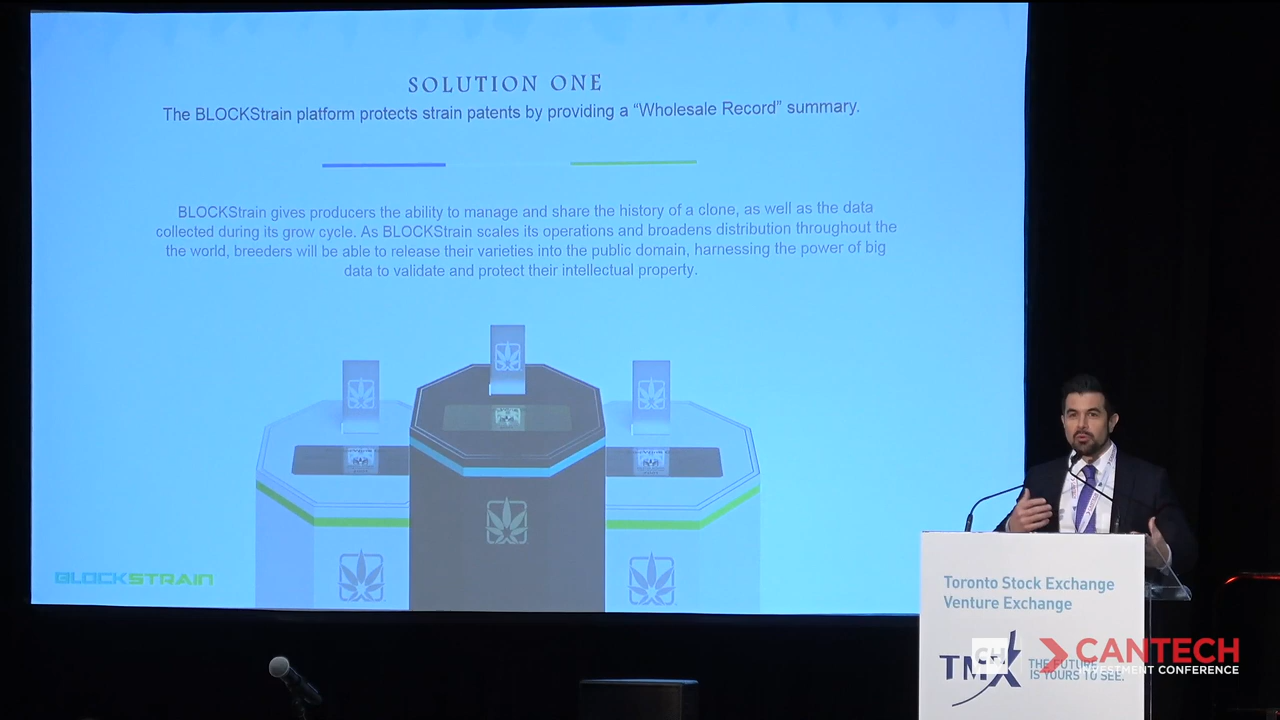 SOLUTION ONE
The BLOCKStrain platform protects strain patents by providing a “Wholesale Record” summary.
BLOCKStrain gives producers the ability to manage and share the history of a clone, as well as the data
collected during its grow cycle. As BLOCKStrain scales its operations and broadens distribution throughout the
the world, breeders will be able to release their varieties into the public domain, harnessing the power of big
data to validate and protect their intellectual property.
BLOCKSTRAIN
Toronto Stock Exchange
Venture Exchange
TMX
THE FUTURE
IS YOURS TO SEE.
CH
CANTECH
INVESTMENT CONFERENCE